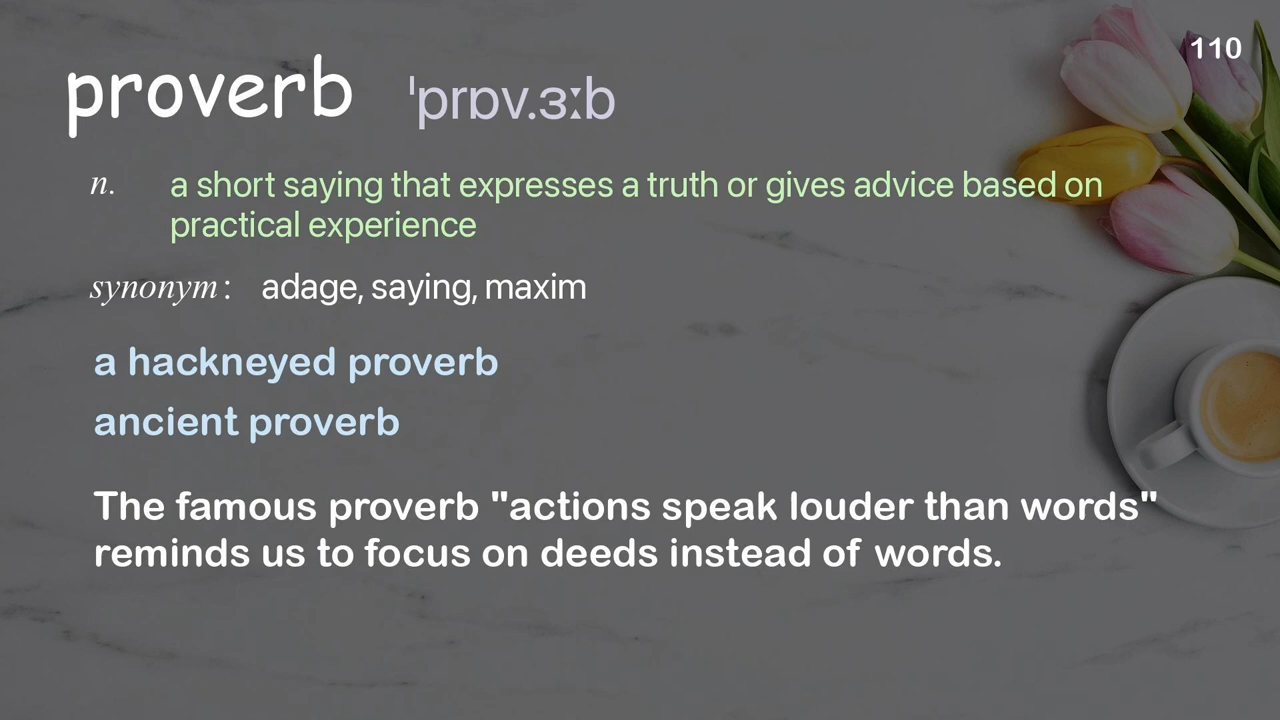 110
proverb ˈprɒv.ɜːb
n. a short saying that expresses a truth or gives advice based on
practical experience
synonym: adage, saying, maxim
a hackneyed proverb
ancient proverb
The famous proverb "actions speak louder than words"
reminds us to focus on deeds instead of words.